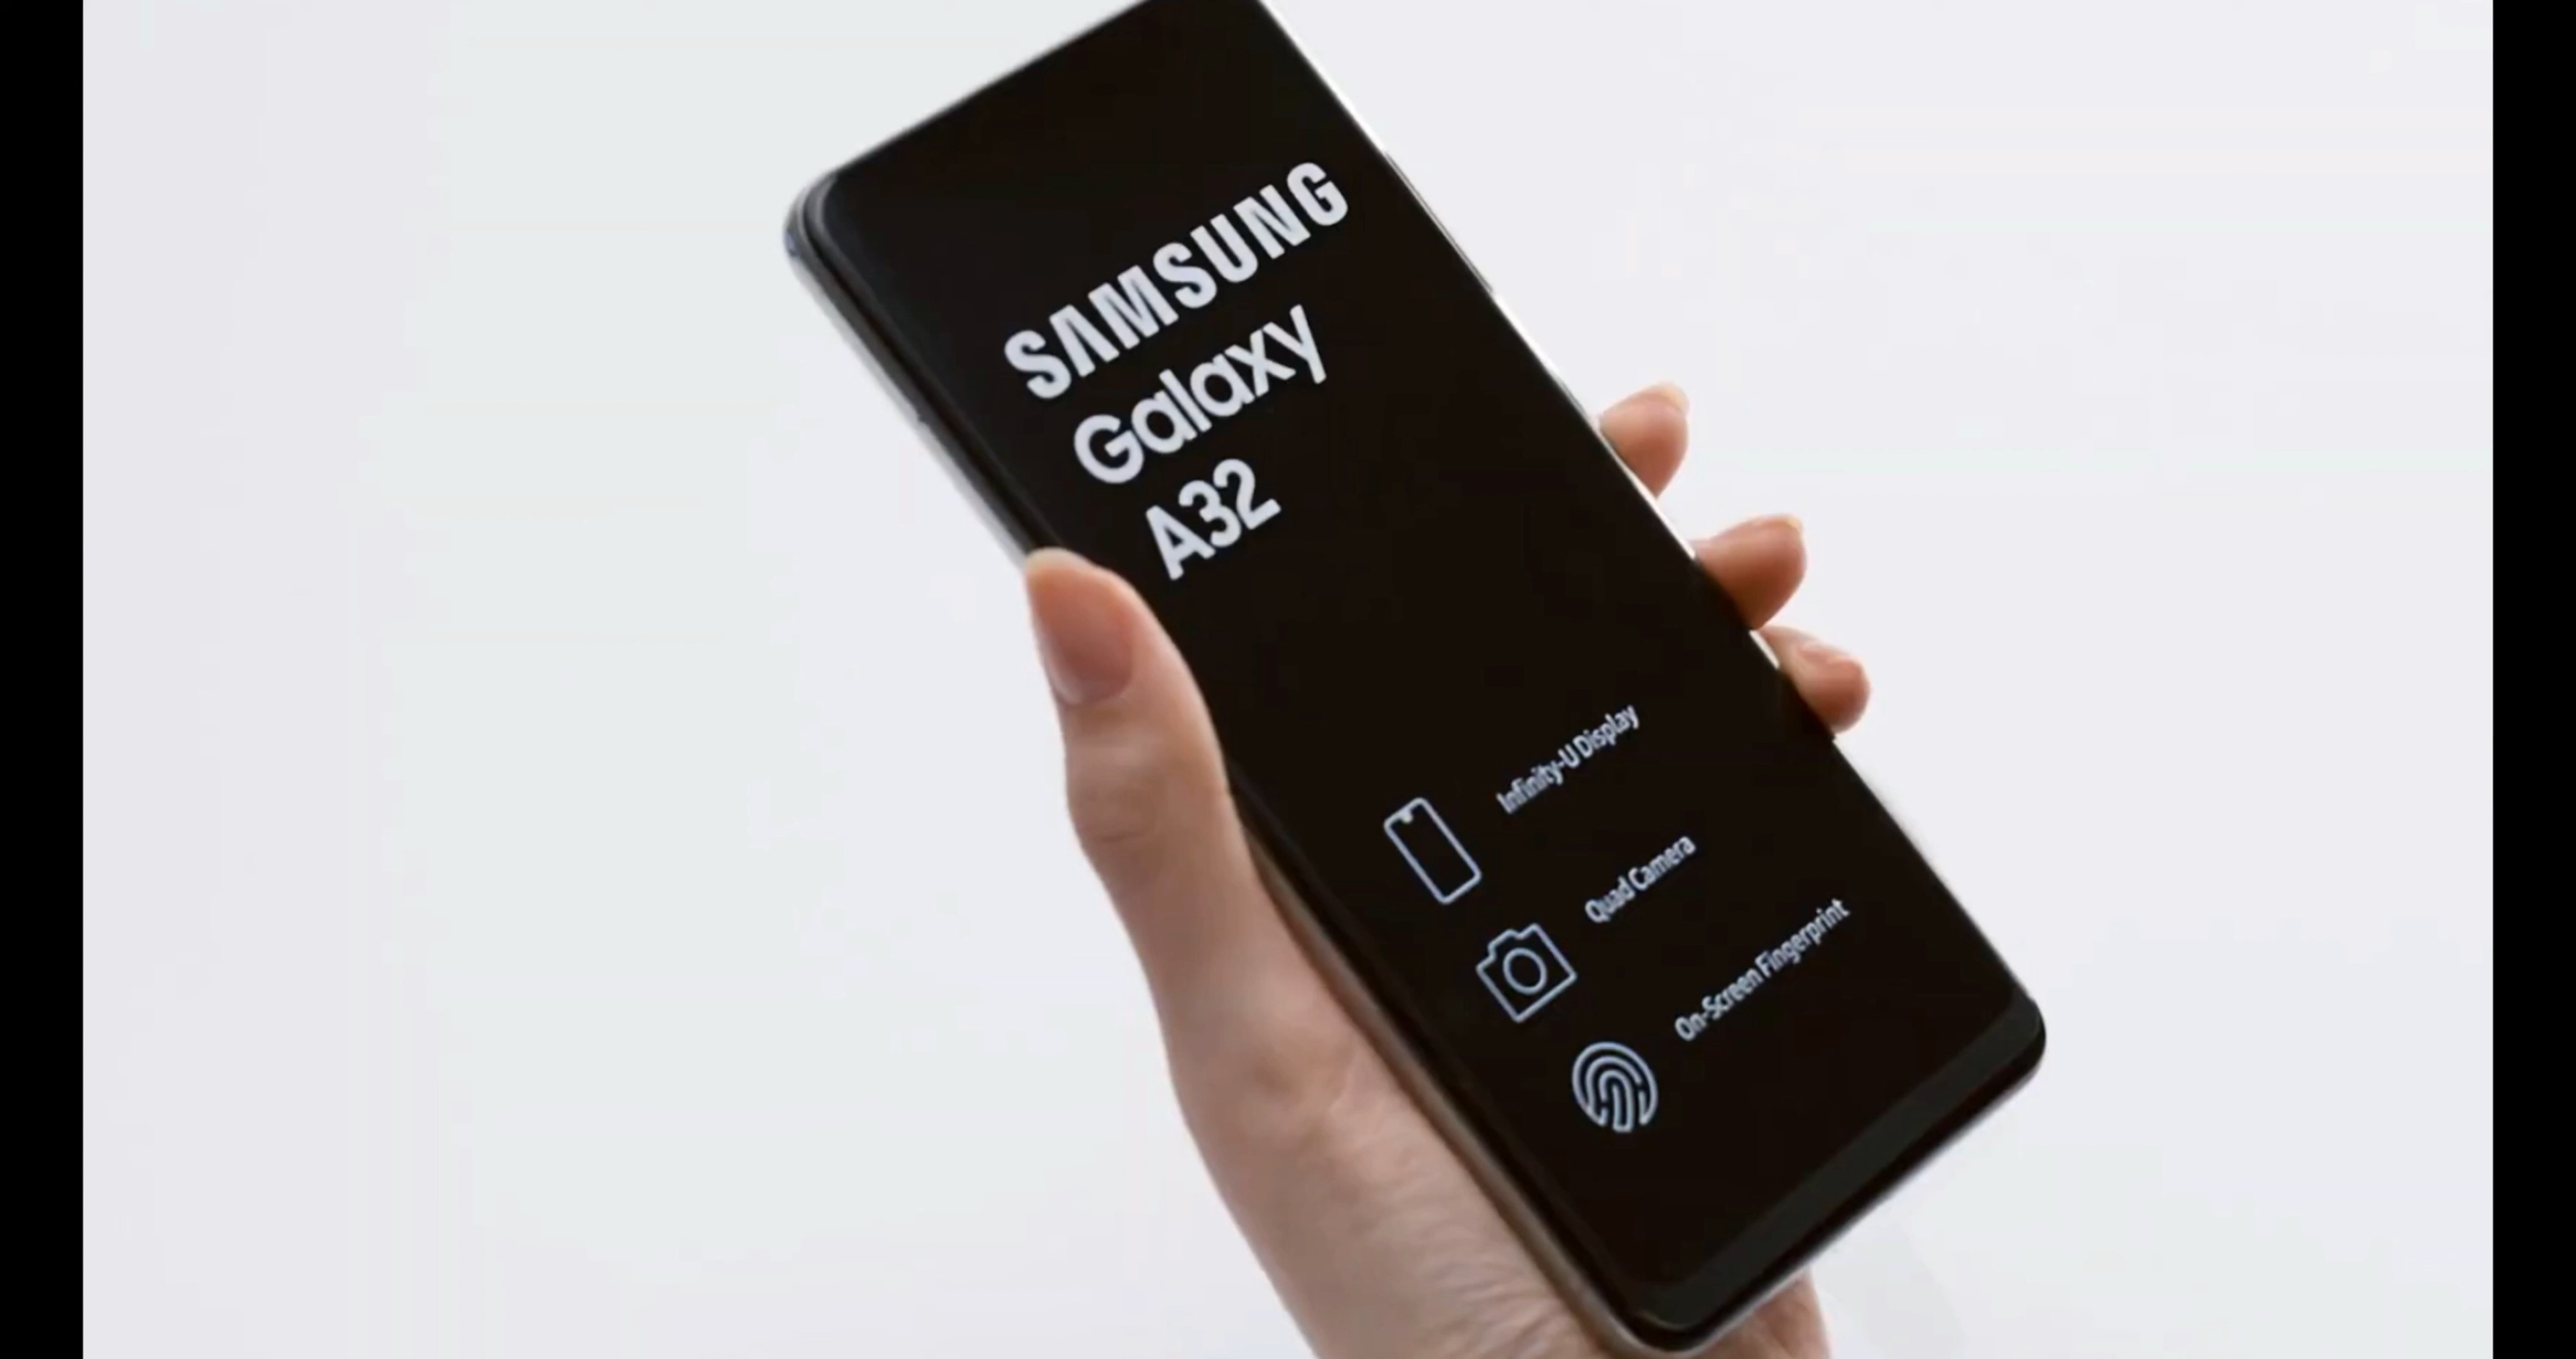 SAMSUNG
Galaxy
A32
Infinity-U Display
Quad Camera
On-Screen Fingerprint